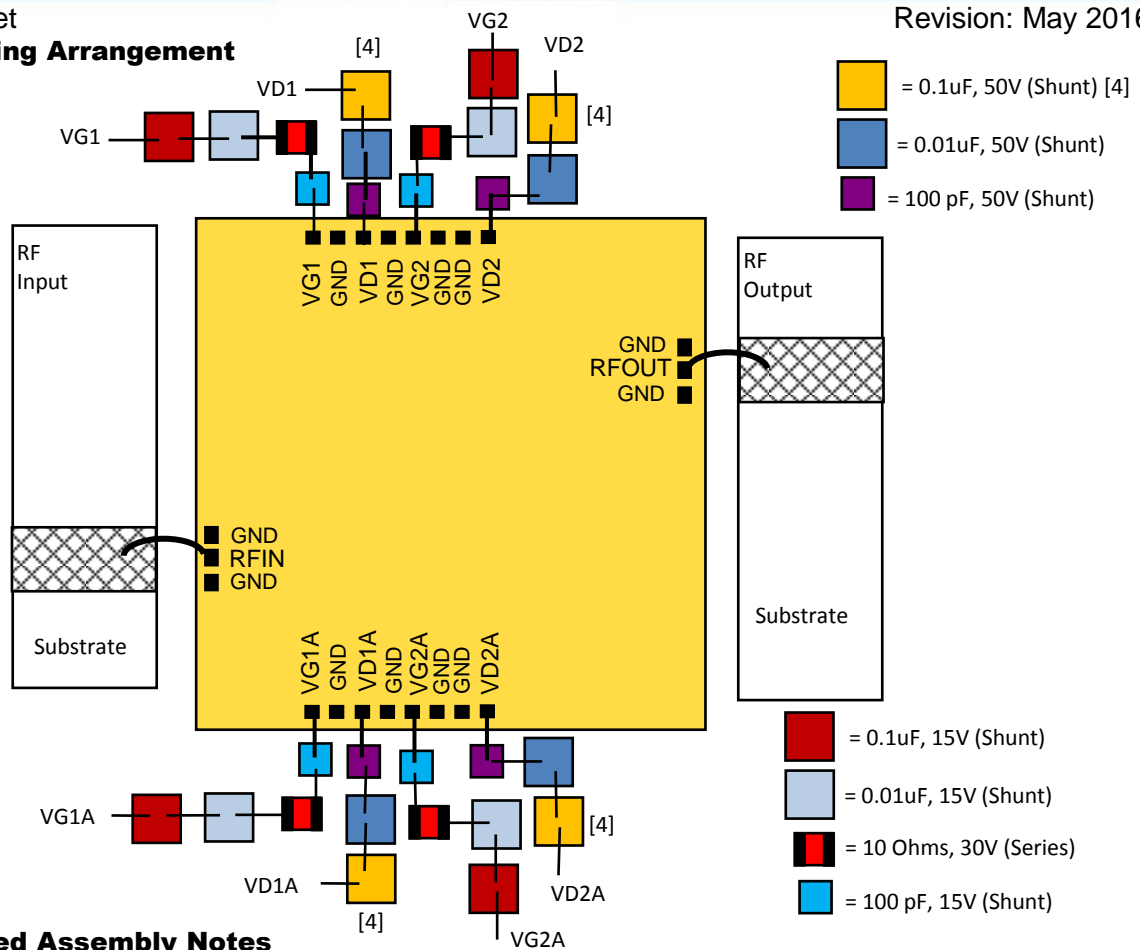 et
Revision: May 2016
ing Arrangement
VG2
[4]
VD2
VD1
[4]
VG1
= 0.1uF, 50V (Shunt) [4]
= 0.01uF, 50V (Shunt)
= 100 pF, 50V (Shunt)
RF
Input
VG1
GND
VD1
GND
VG2
GND
GND
VD2
RF
Output
GND
RFOUT
GND
GND
RFIN
GND
Substrate
Substrate
VG1A
GND
VD1A
GND
VG2A
GND
GND
VD2A
= 0.1uF, 15V (Shunt)
= 0.01uF, 15V (Shunt)
= 10 Ohms, 30V (Series)
= 100 pF, 15V (Shunt)
VG1A
[4]
VD1A
VD2A
[4]
VG2A
ed Assembly Notes